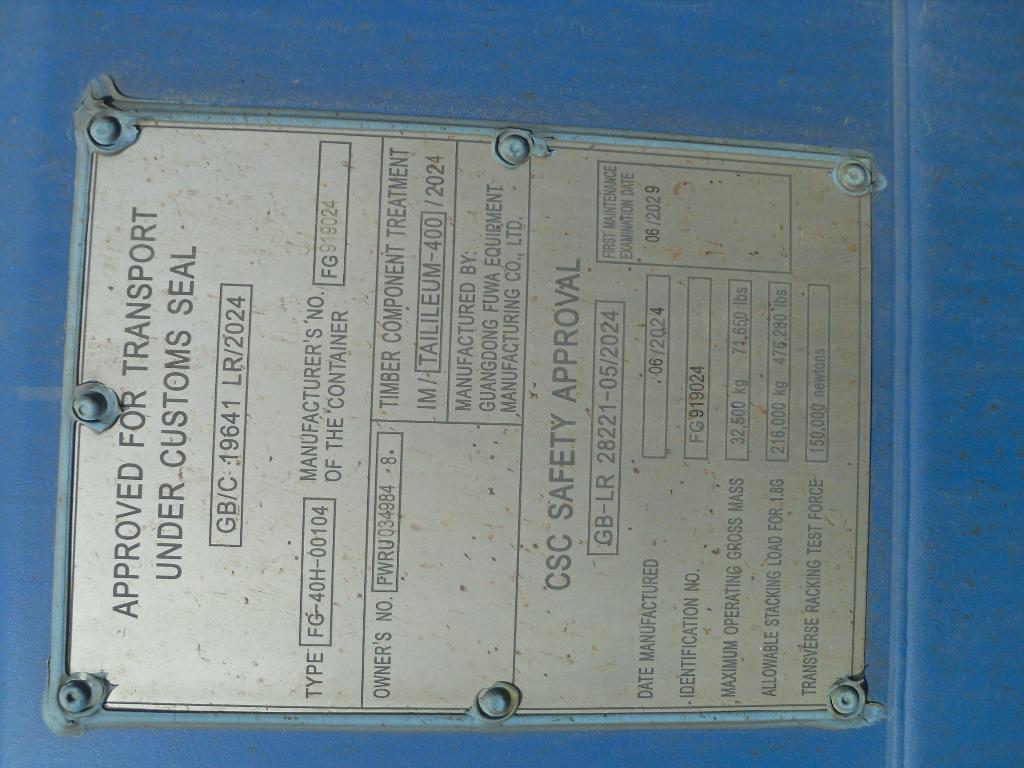 APPROVED FOR TRANSPORT
UNDER CUSTOMS SEAL
GB/C 19641 LR/2024
TYPE FG-40H-00104 MANUFACTURER'S NO.
OF THE CONTAINER FG919024
OWNER'S NO. PWRU 034984 - 8.
TIMBER COMPONENT TREATMENT
IM / TAILILEUM-400 / 2024
MANUFACTURED BY:
GUANGDONG FUWA EQUIPMENT
MANUFACTURING CO., LTD.
CSC SAFETY APPROVAL
GB-LR 28221-05/2024
DATE MANUFACTURED 06/2024
IDENTIFICATION NO. FG919024
MAXIMUM OPERATING GROSS MASS 32,500 kg 71,650 lbs
ALLOWABLE STACKING LOAD FOR 1.8G 216,000 kg 476,280 lbs
TRANSVERSE RACKING TEST FORCE 150,000 newtons
FIRST MAINTENANCE
EXAMINATION DATE
06/2029